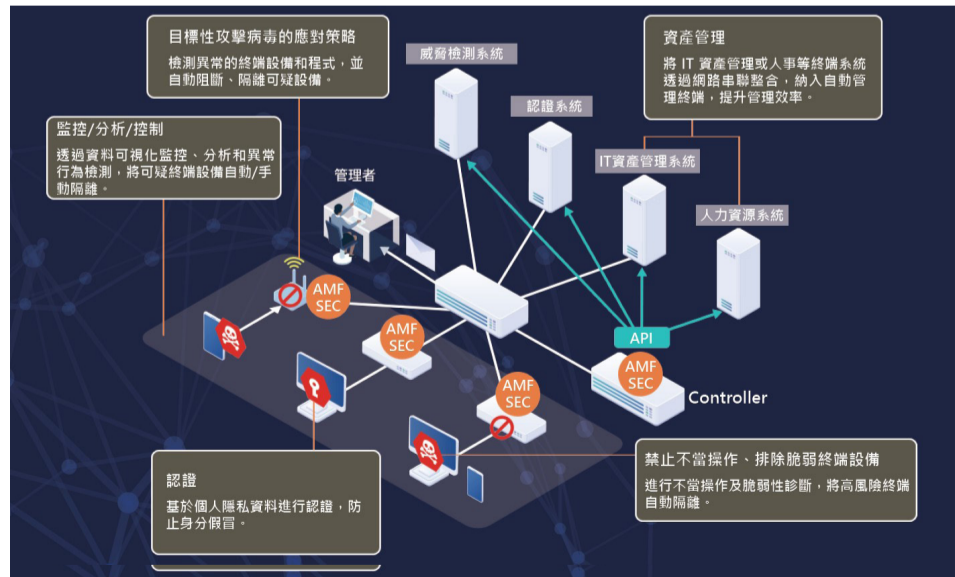 目標性攻擊病毒的應對策略
檢測異常的終端設備和程式，並
自動阻斷、隔離可疑設備。
威脅檢測系統
資產管理
將 IT 資產管理或人事等終端系統
透過網路串聯整合，納入自動管
理終端，提升管理效率。
認證系統
監控/分析/控制
透過資料可視化監控、分析和異常
行為檢測，將可疑終端設備自動/手
動隔離。
管理者
IT資產管理系統
人力資源系統
AMF
SEC
AMF
SEC
API
AMF
SEC
AMF
SEC
Controller
認證
基於個人隱私資料進行認證，防
止身分假冒。
禁止不當操作、排除脆弱終端設備
進行不當操作及脆弱性診斷，將高風險終端
自動隔離。